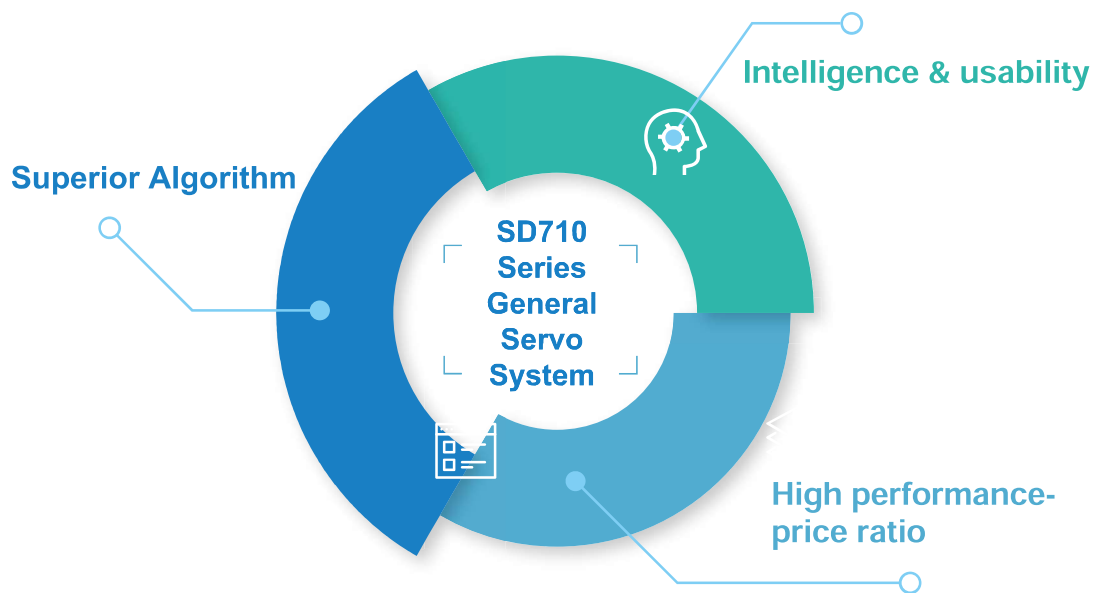 Intelligence & usability
Superior Algorithm
SD710
Series
General
Servo
System
High performance-
price ratio